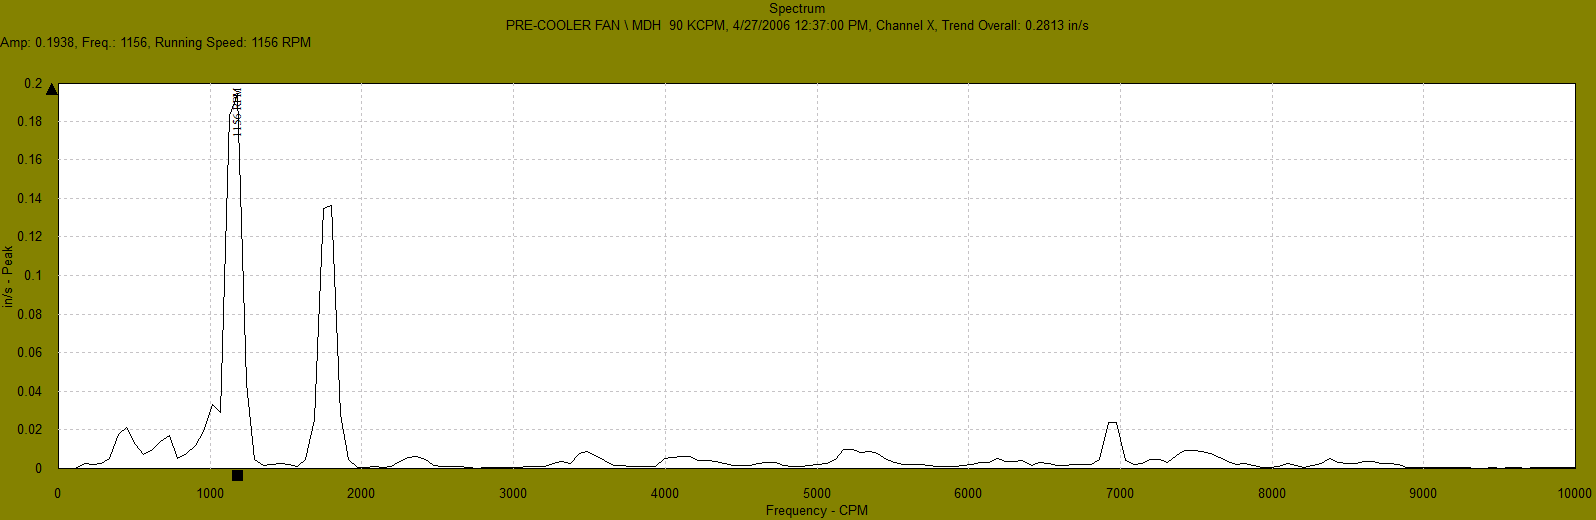 Spectrum
PRE-COOLER FAN \ MDH 90 KCPM, 4/27/2006 12:37:00 PM, Channel X, Trend Overall: 0.2813 in/s
Amp: 0.1938, Freq.: 1156, Running Speed: 1156 RPM
0.2
1156 RPM
0.18
0.16
0.14
0.12
0.1
0.08
0.06
0.04
0.02
0
in/s - Peak
0 1000 2000 3000 4000 5000 6000 7000 8000 9000 10000
Frequency - CPM